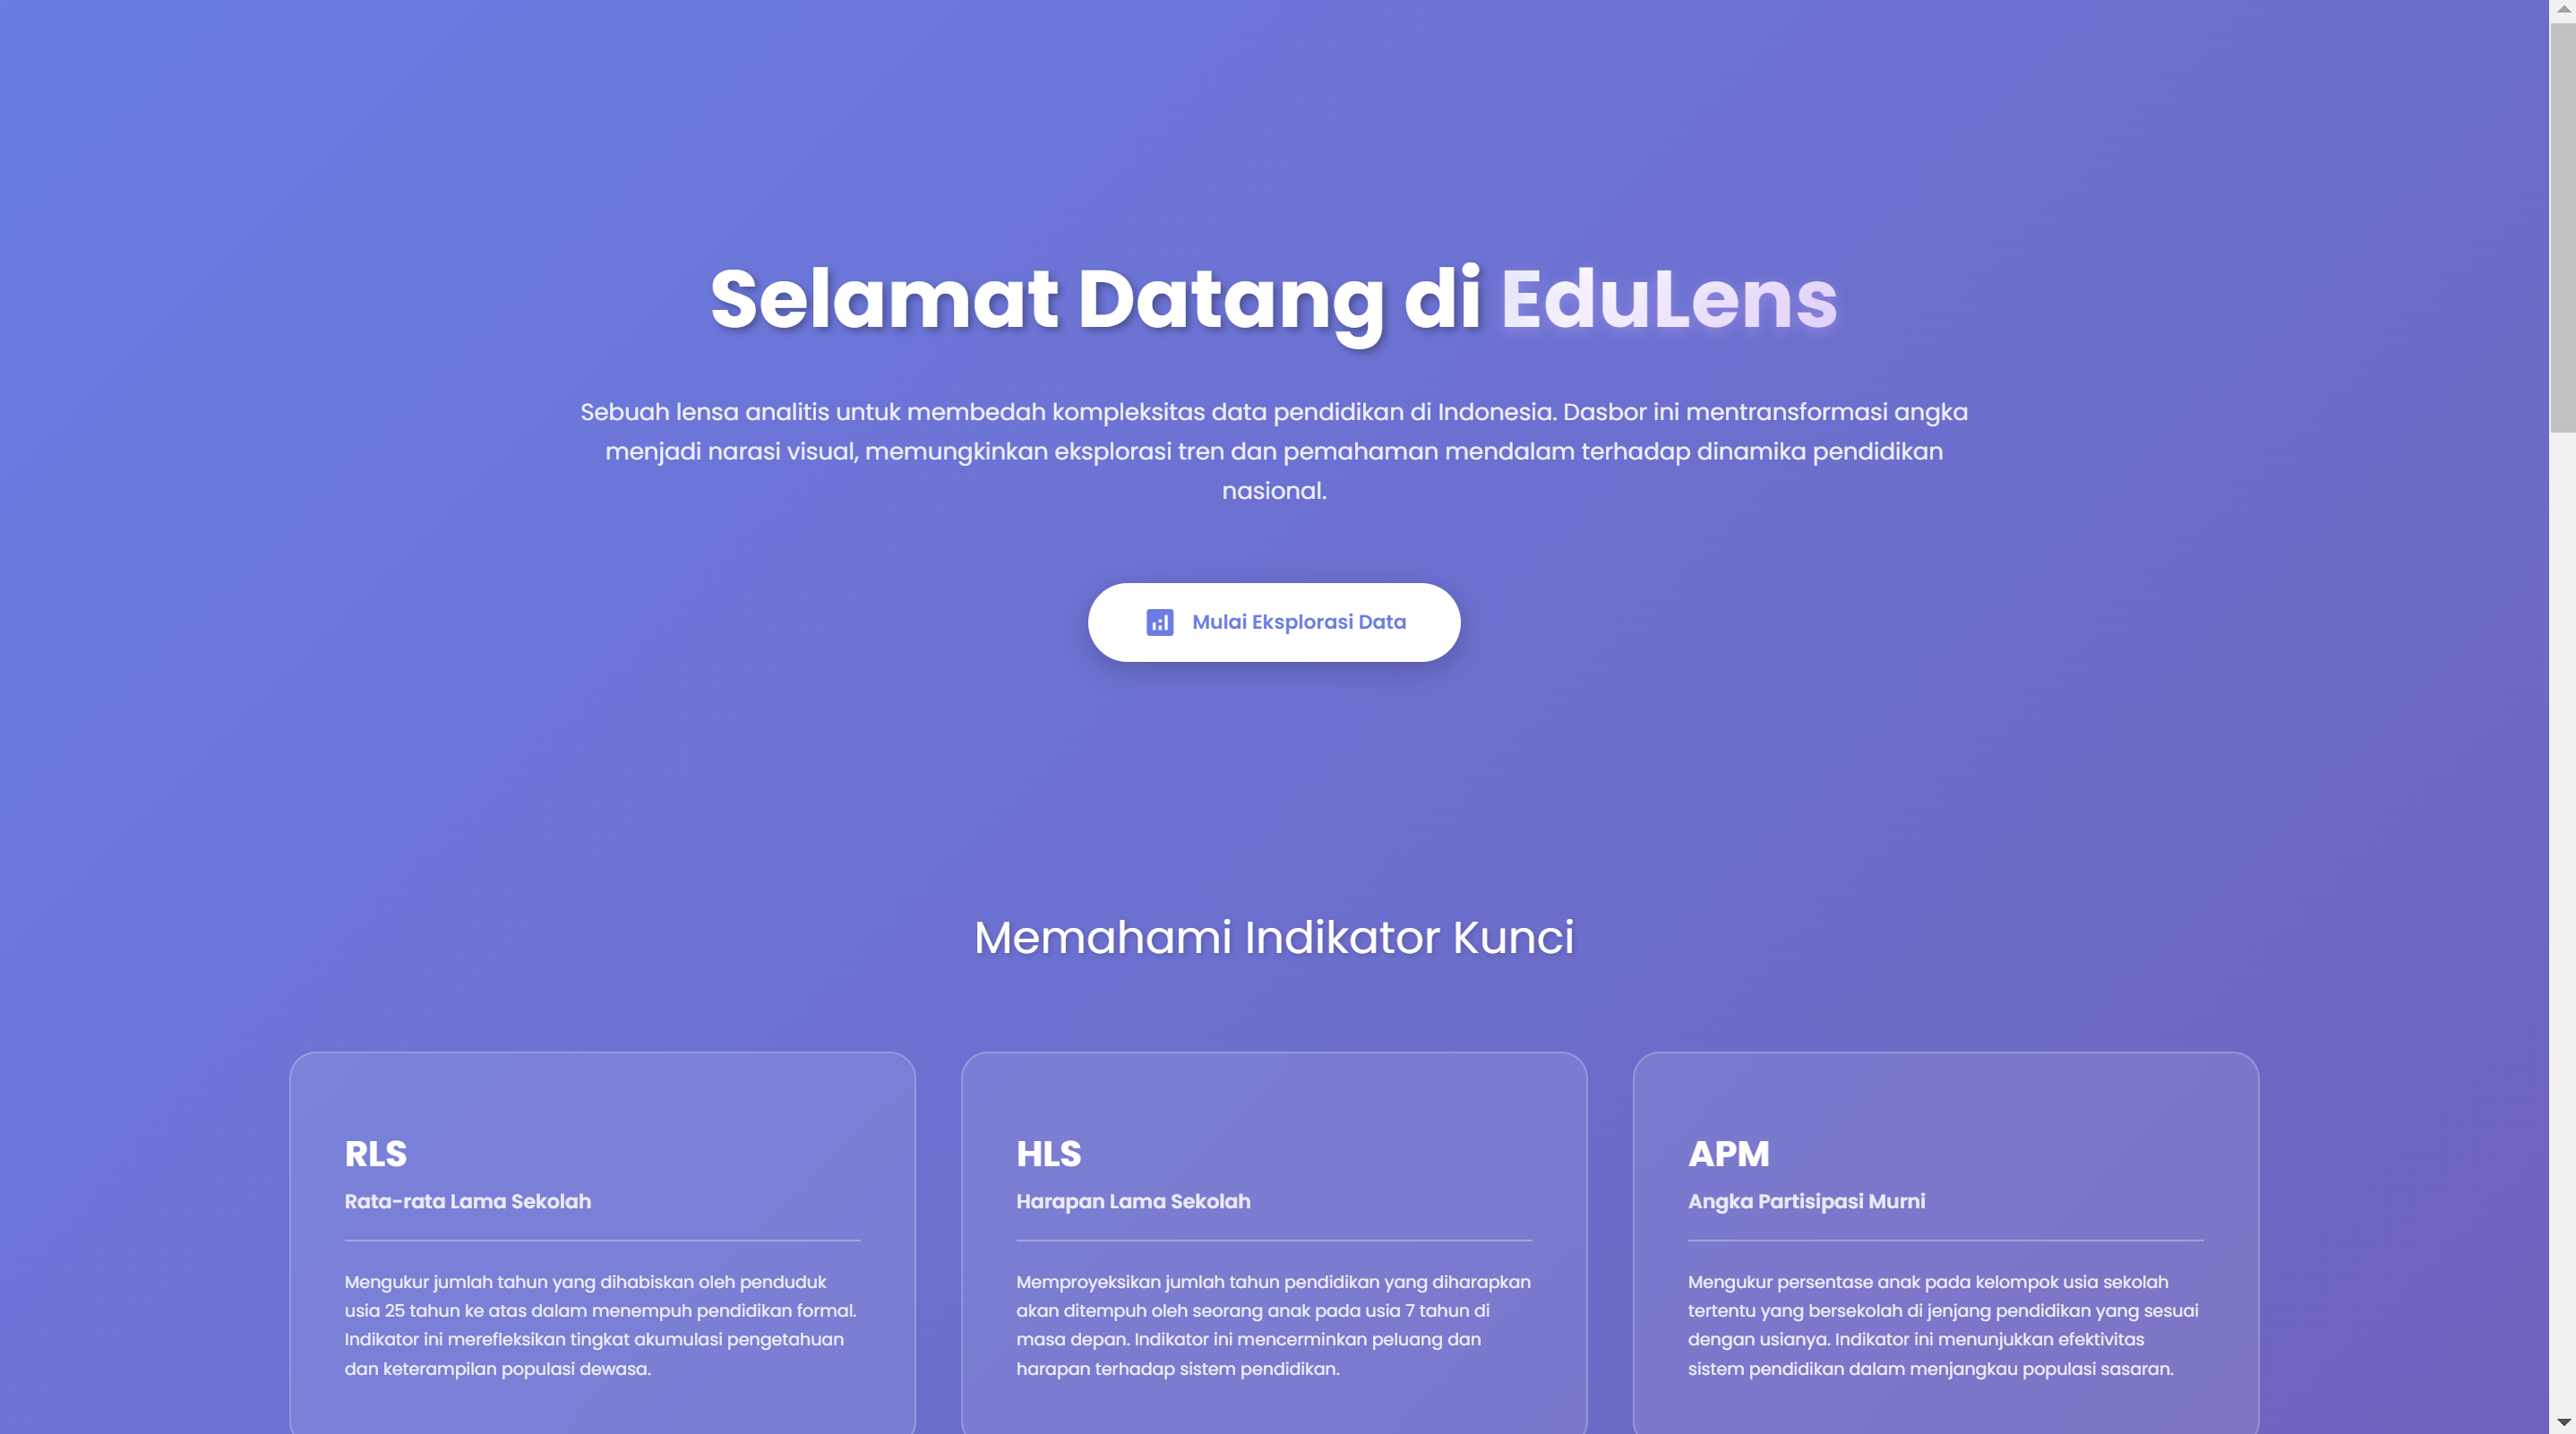 Selamat Datang di EduLens
Sebuah lensa analitis untuk membedah kompleksitas data pendidikan di Indonesia. Dasbor ini mentransformasi angka
menjadi narasi visual, memungkinkan eksplorasi tren dan pemahaman mendalam terhadap dinamika pendidikan
nasional.
Mulai Eksplorasi Data
Memahami Indikator Kunci
RLS
Rata-rata Lama Sekolah
Mengukur jumlah tahun yang dihabiskan oleh penduduk
usia 25 tahun ke atas dalam menempuh pendidikan formal.
Indikator ini merefleksikan tingkat akumulasi pengetahuan
dan keterampilan populasi dewasa.
HLS
Harapan Lama Sekolah
Memproyeksikan jumlah tahun pendidikan yang diharapkan
akan ditempuh oleh seorang anak pada usia 7 tahun di
masa depan. Indikator ini mencerminkan peluang dan
harapan terhadap sistem pendidikan.
APM
Angka Partisipasi Murni
Mengukur persentase anak pada kelompok usia sekolah
tertentu yang bersekolah di jenjang pendidikan yang sesuai
dengan usianya. Indikator ini menunjukkan efektivitas
sistem pendidikan dalam menjangkau populasi sasaran.